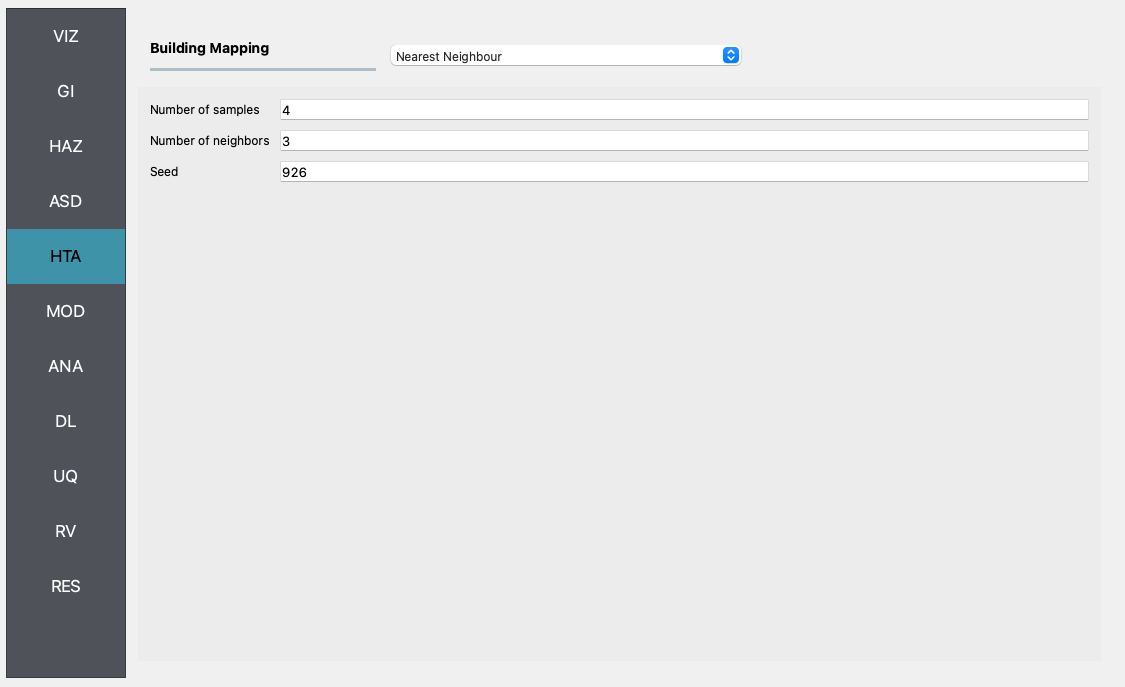 VIZ
GI
HAZ
ASD
HTA
MOD
ANA
DL
UQ
RV
RES
Building Mapping
Nearest Neighbour
Number of samples 4
Number of neighbors 3
Seed 926